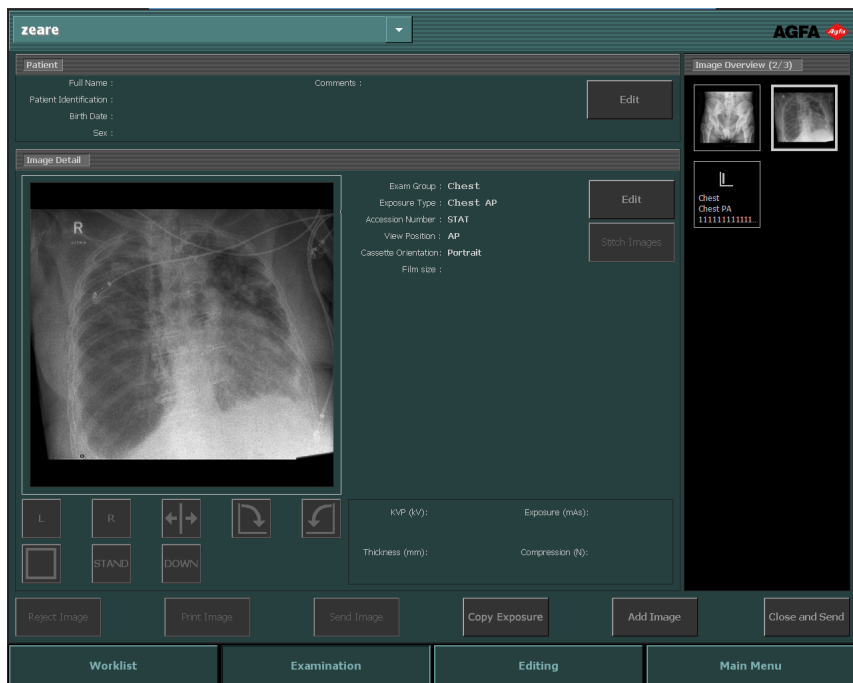 zeare
AGFA Agfa
Patient
Full Name :
Comments :
Patient Identification :
Birth Date :
Sex :
Edit
Image Overview (2/3)
L
Chest
Chest PA
111111111111..
Image Detail
R
Exam Group : Chest
Exposure Type : Chest AP
Accession Number : STAT
View Position : AP
Cassette Orientation: Portrait
Film size :
Edit
Stitch Images
L
R
STAND
DOWN
KVP (kV):
Exposure (mAs):
Thickness (mm):
Compression (N):
Reject Image
Print Image
Send Image
Copy Exposure
Add Image
Close and Send
Worklist
Examination
Editing
Main Menu